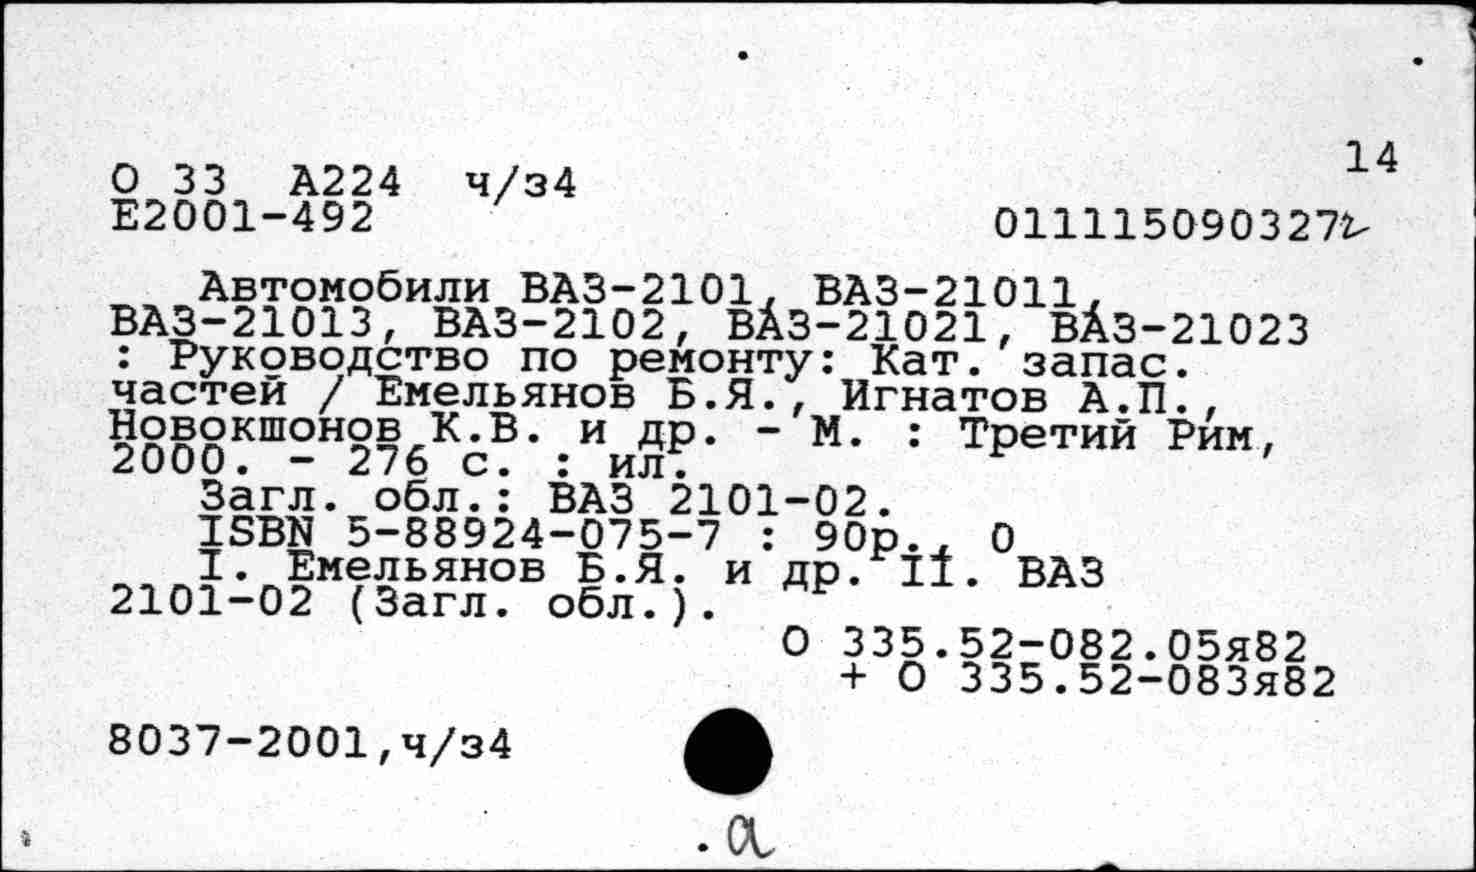 14
О 33 А224 ч/з4
Е2001-492
011115090327
Автомобили ВАЗ-2101, ВАЗ-21011,
ВАЗ-21013, ВАЗ-2102, ВАЗ-21021, ВАЗ-21023
: Руководство по ремонту: Кат. запас.
частей / Емельянов Б.Я., Игнатов А.П.,
Новокшонов К.В. и др. - М. : Третий Рим,
2000. - 276 с. : ил.
Загл. обл.: ВАЗ 2101-02.
ISBN 5-88924-075-7 : 90р., 0
I. Емельянов Б.Я. и др. II. ВАЗ
2101-02 (Загл. обл.).
О 335.52-082.05я82
+ О 335.52-083я82
8037-2001,ч/з4
а